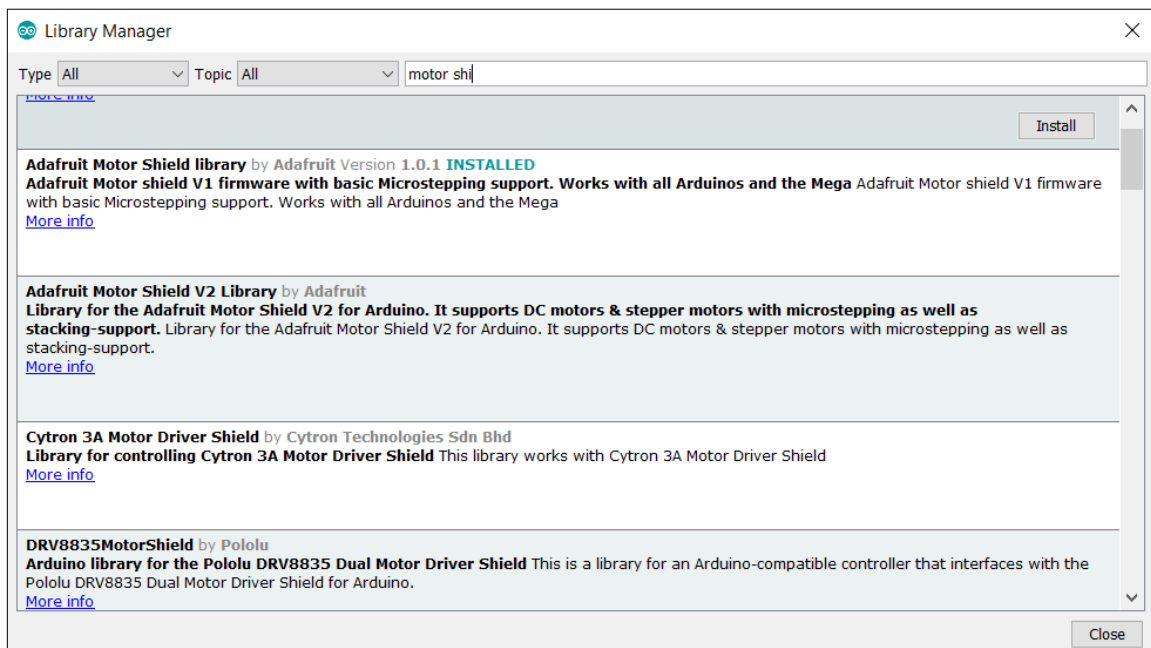 Library Manager
Type All Topic All motor shi
More info
Install
Adafruit Motor Shield library by Adafruit Version 1.0.1 INSTALLED
Adafruit Motor shield V1 firmware with basic Microstepping support. Works with all Arduinos and the Mega Adafruit Motor shield V1 firmware
with basic Microstepping support. Works with all Arduinos and the Mega
More info
Adafruit Motor Shield V2 Library by Adafruit
Library for the Adafruit Motor Shield V2 for Arduino. It supports DC motors & stepper motors with microstepping as well as
stacking-support. Library for the Adafruit Motor Shield V2 for Arduino. It supports DC motors & stepper motors with microstepping as well as
stacking-support.
More info
Cytron 3A Motor Driver Shield by Cytron Technologies Sdn Bhd
Library for controlling Cytron 3A Motor Driver Shield This library works with Cytron 3A Motor Driver Shield
More info
DRV8835MotorShield by Pololu
Arduino library for the Pololu DRV8835 Dual Motor Driver Shield This is a library for an Arduino-compatible controller that interfaces with the
Pololu DRV8835 Dual Motor Driver Shield for Arduino.
More info
Close